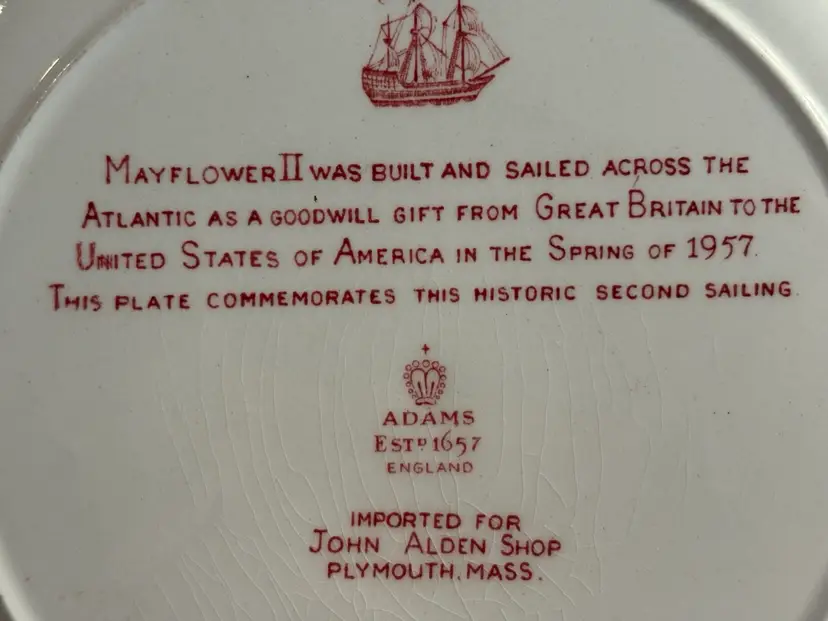 MAYFLOWER II WAS BUILT AND SAILED ACROSS THE
ATLANTIC AS A GOODWILL GIFT FROM GREAT BRITAIN TO THE
UNITED STATES OF AMERICA IN THE SPRING OF 1957.
THIS PLATE COMMEMORATES THIS HISTORIC SECOND SAILING.
ADAMS
ESTD 1657
ENGLAND
IMPORTED FOR
JOHN ALDEN SHOP
PLYMOUTH, MASS.